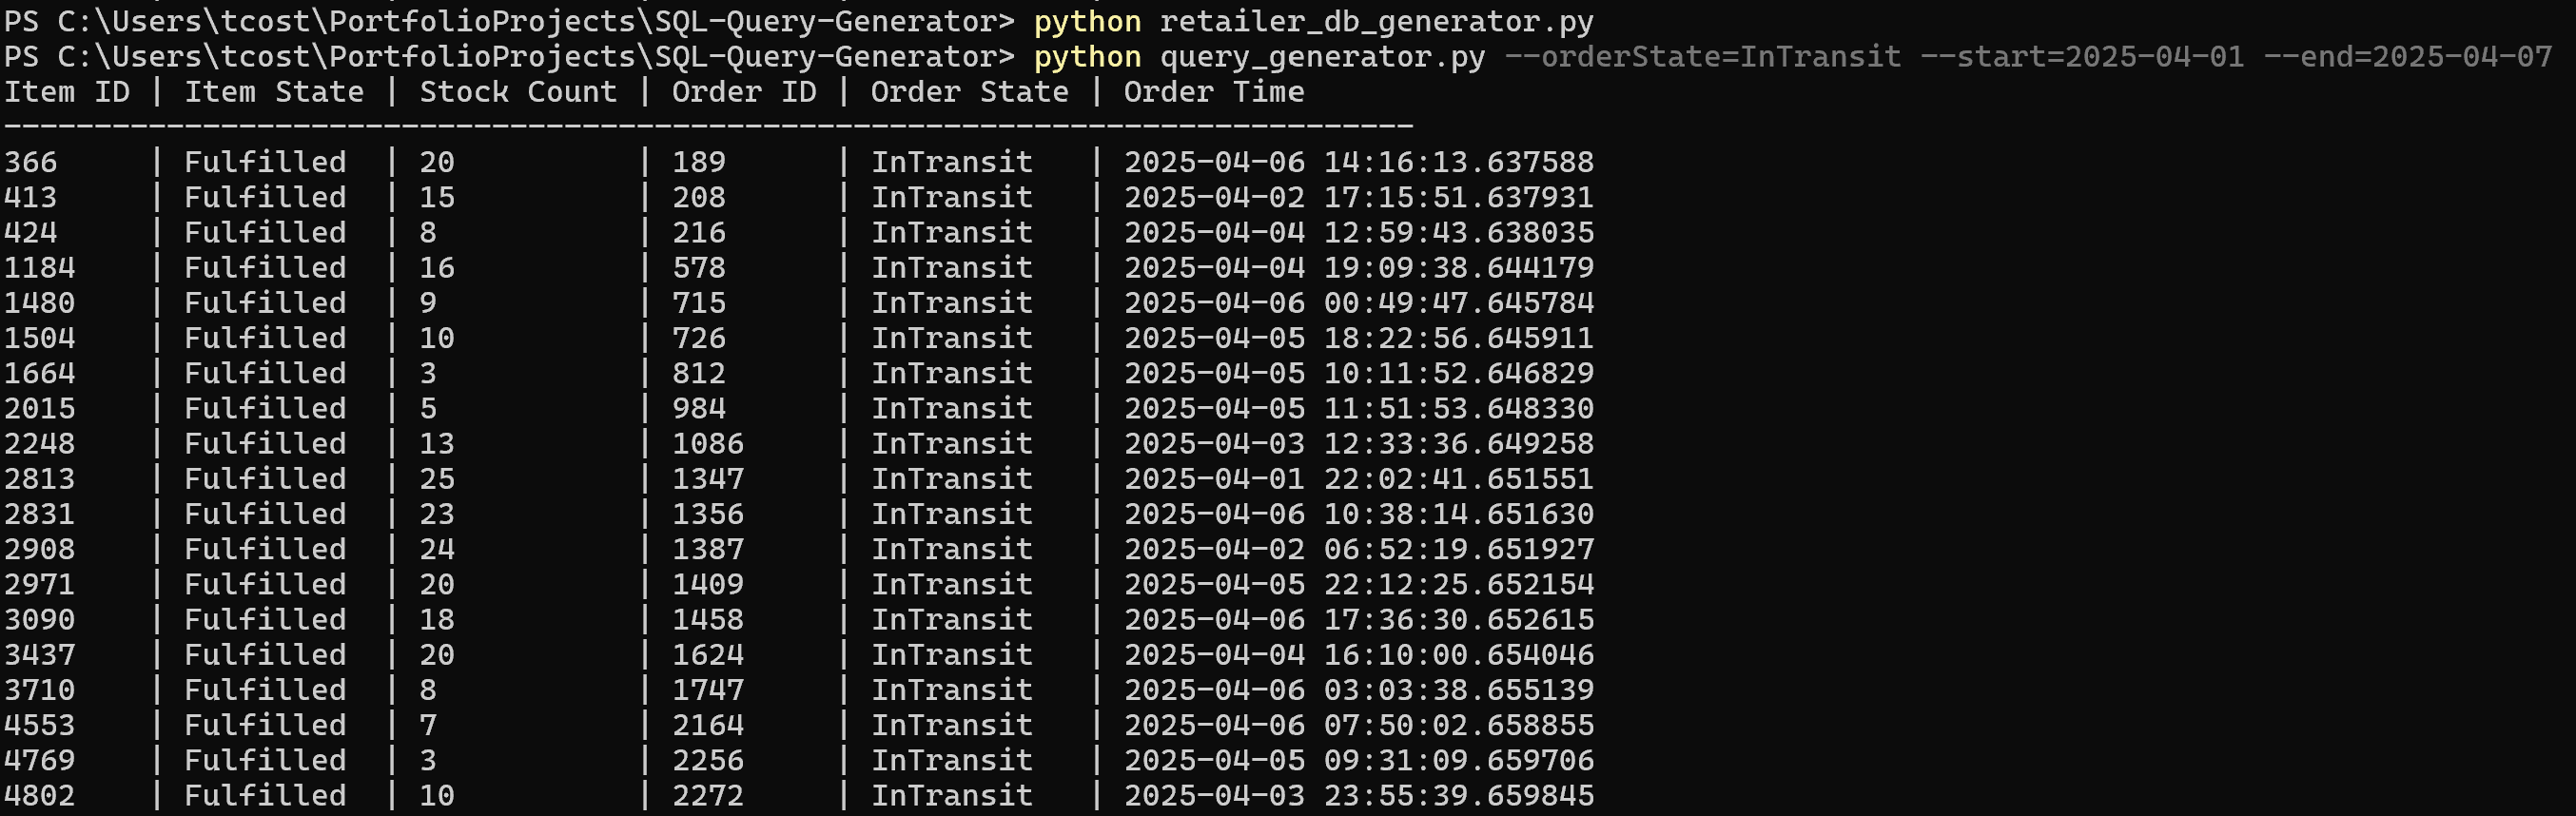 PS C:\Users\tcost\PortfolioProjects\SQL-Query-Generator> python retailer_db_generator.py
PS C:\Users\tcost\PortfolioProjects\SQL-Query-Generator> python query_generator.py --orderState=InTransit --start=2025-04-01 --end=2025-04-07
Item ID | Item State | Stock Count | Order ID | Order State | Order Time
------------------------------------------------------------------------------
366     | Fulfilled  | 20          | 189      | InTransit   | 2025-04-06 14:16:13.637588
413     | Fulfilled  | 15          | 208      | InTransit   | 2025-04-02 17:15:51.637931
424     | Fulfilled  | 8           | 216      | InTransit   | 2025-04-04 12:59:43.638035
1184    | Fulfilled  | 16          | 578      | InTransit   | 2025-04-04 19:09:38.644179
1480    | Fulfilled  | 9           | 715      | InTransit   | 2025-04-06 00:49:47.645784
1504    | Fulfilled  | 10          | 726      | InTransit   | 2025-04-05 18:22:56.645911
1664    | Fulfilled  | 3           | 812      | InTransit   | 2025-04-05 10:11:52.646829
2015    | Fulfilled  | 5           | 984      | InTransit   | 2025-04-05 11:51:53.648330
2248    | Fulfilled  | 13          | 1086     | InTransit   | 2025-04-03 12:33:36.649258
2813    | Fulfilled  | 25          | 1347     | InTransit   | 2025-04-01 22:02:41.651551
2831    | Fulfilled  | 23          | 1356     | InTransit   | 2025-04-06 10:38:14.651630
2908    | Fulfilled  | 24          | 1387     | InTransit   | 2025-04-02 06:52:19.651927
2971    | Fulfilled  | 20          | 1409     | InTransit   | 2025-04-05 22:12:25.652154
3090    | Fulfilled  | 18          | 1458     | InTransit   | 2025-04-06 17:36:30.652615
3437    | Fulfilled  | 20          | 1624     | InTransit   | 2025-04-04 16:10:00.654046
3710    | Fulfilled  | 8           | 1747     | InTransit   | 2025-04-06 03:03:38.655139
4553    | Fulfilled  | 7           | 2164     | InTransit   | 2025-04-06 07:50:02.658855
4769    | Fulfilled  | 3           | 2256     | InTransit   | 2025-04-05 09:31:09.659706
4802    | Fulfilled  | 10          | 2272     | InTransit   | 2025-04-03 23:55:39.659845